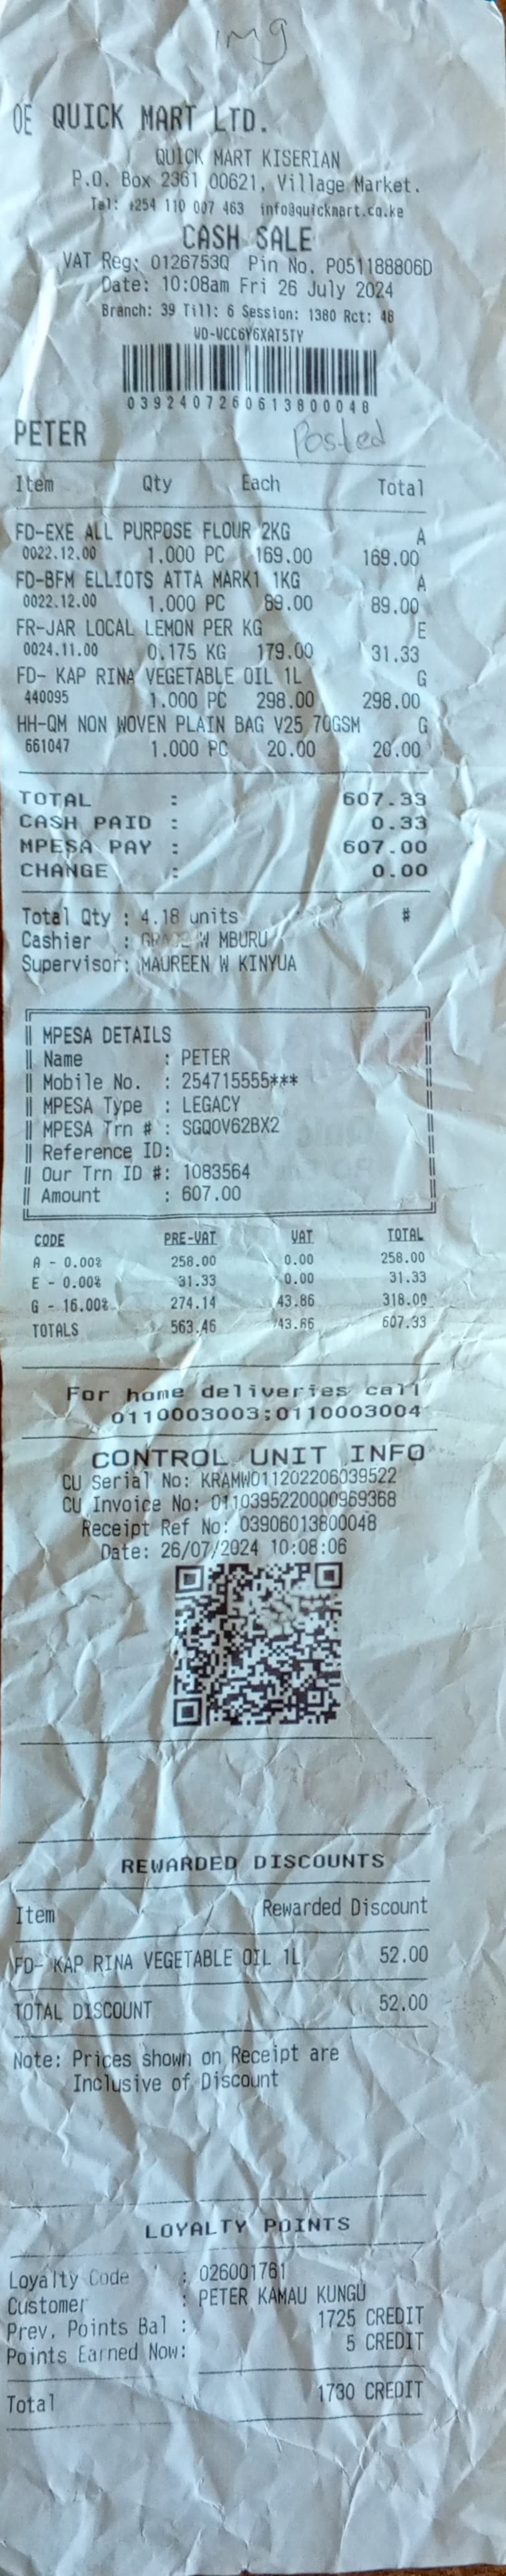 img
OE QUICK MART LTD.
QUICK MART KISERIAN
P.O. Box 2361 00621, Village Market.
Tel: +254 110 007 463 info@quickmart.co.ke
CASH SALE
VAT Reg: 0126753Q Pin No. P051188806D
Date: 10:08am Fri 26 July 2024
Branch: 39 Till: 6 Session: 1380 Rct: 48
WD-WCC6Y6XAT5TY
0392407260613800048
PETER Posted
Item Qty Each Total
FD-EXE ALL PURPOSE FLOUR 2KG A
0022.12.00 1.000 PC 169.00 169.00
FD-BFM ELLIOTS ATTA MARK1 1KG A
0022.12.00 1.000 PC 89.00 89.00
FR-JAR LOCAL LEMON PER KG E
0024.11.00 0.175 KG 179.00 31.33
FD- KAP RINA VEGETABLE OIL 1L G
440095 1.000 PC 298.00 298.00
HH-QM NON WOVEN PLAIN BAG V25 70GSM G
661047 1.000 PC 20.00 20.00
TOTAL : 607.33
CASH PAID : 0.33
MPESA PAY : 607.00
CHANGE : 0.00
Total Qty : 4.18 units #
Cashier : W MBURU
Supervisor: MAUREEN W KINYUA
MPESA DETAILS
Name : PETER
Mobile No. : 254715555***
MPESA Type : LEGACY
MPESA Trn # : SGQOV62BX2
Reference ID:
Our Trn ID #: 1083564
Amount : 607.00
CODE PRE-VAT VAT TOTAL
A - 0.00% 258.00 0.00 258.00
E - 0.00% 31.33 0.00 31.33
G - 16.00% 274.14 43.86 318.00
TOTALS 563.46 43.86 607.33
For home deliveries call
0110003003:0110003004
CONTROL UNIT INFO
CU Serial No: KRAMW011202206039522
CU Invoice No: 0110395220000969368
Receipt Ref No: 03906013800048
Date: 26/07/2024 10:08:06
REWARDED DISCOUNTS
Item Rewarded Discount
FD- KAP RINA VEGETABLE OIL 1L 52.00
TOTAL DISCOUNT 52.00
Note: Prices shown on Receipt are
Inclusive of Discount
LOYALTY POINTS
Loyalty Code : 026001761
Customer : PETER KAMAU KUNGU
Prev. Points Bal : 1725 CREDIT
Points Earned Now: 5 CREDIT
Total 1730 CREDIT